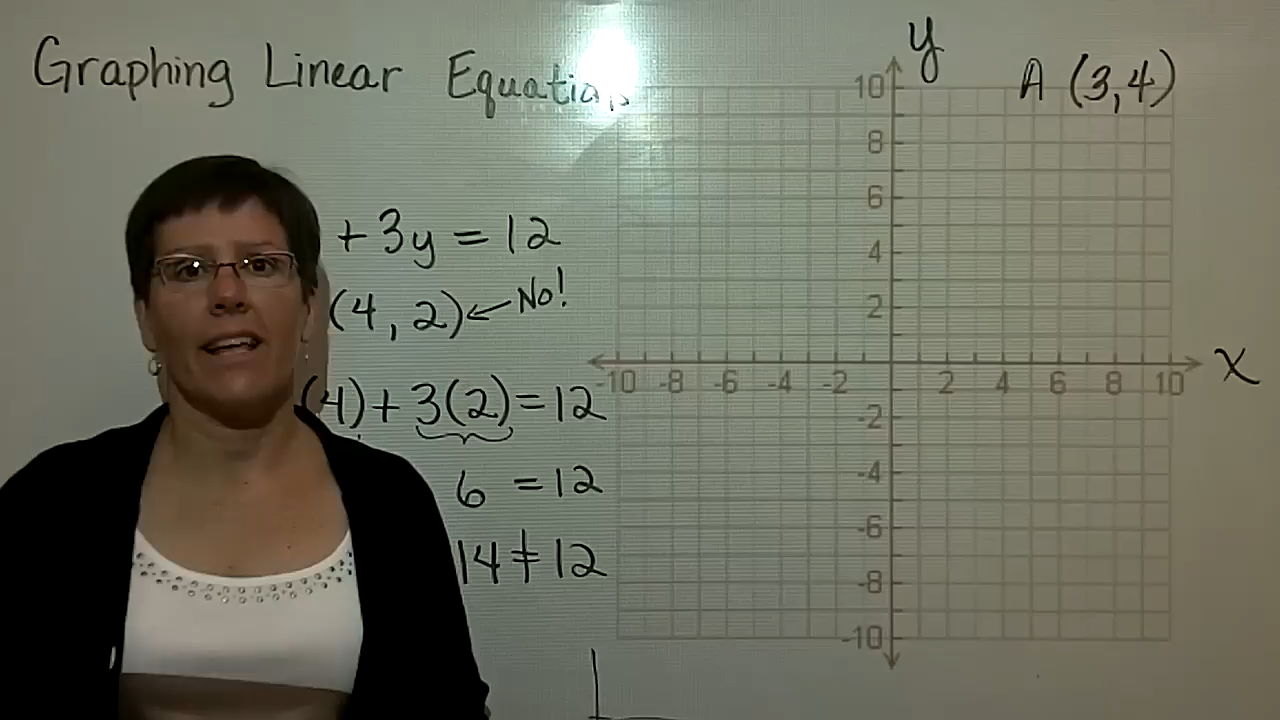 Graphing Linear Equations
y
A (3,4)
+ 3y = 12
(4, 2) ← No!
(4) + 3(2) = 12
6 = 12
14 ≠ 12
x
10
8
6
4
2
-10 -8 -6 -4 -2 2 4 6 8 10
-2
-4
-6
-8
-10